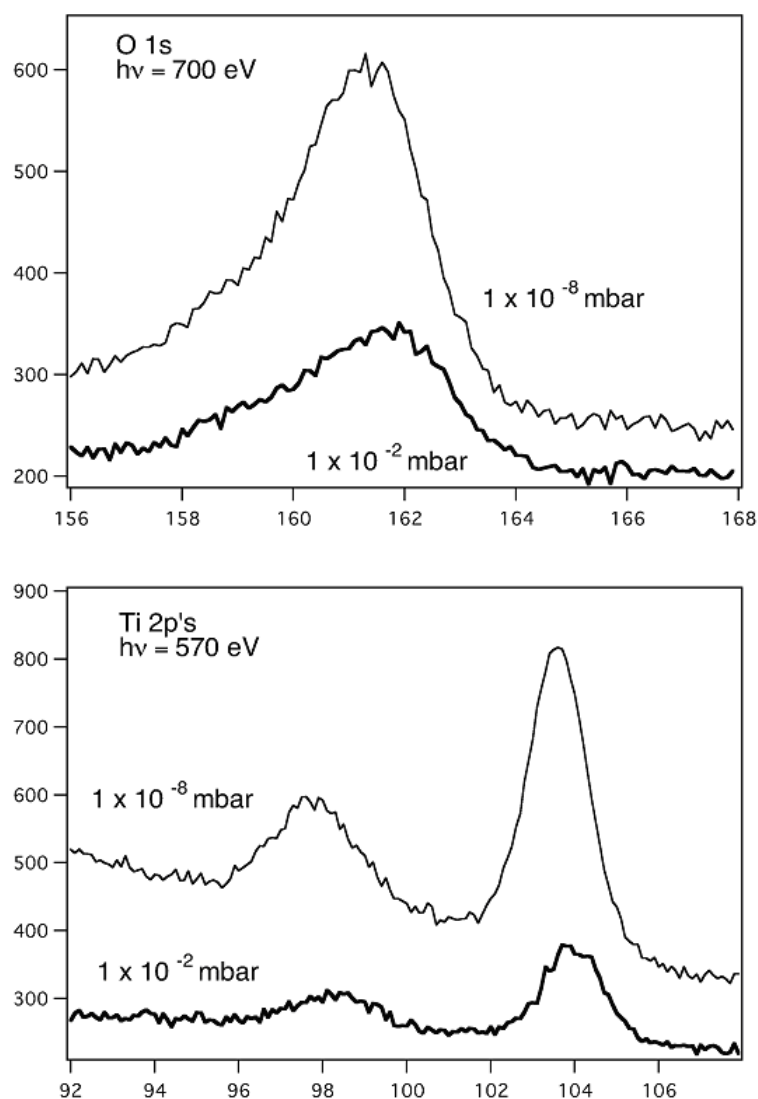 O 1s
hν = 700 eV
600
500
400
300
200
1 x 10 -8 mbar
1 x 10 -2 mbar
156 158 160 162 164 166 168
Ti 2p's
hν = 570 eV
900
800
700
600
500
400
300
1 x 10 -8 mbar
1 x 10 -2 mbar
92 94 96 98 100 102 104 106